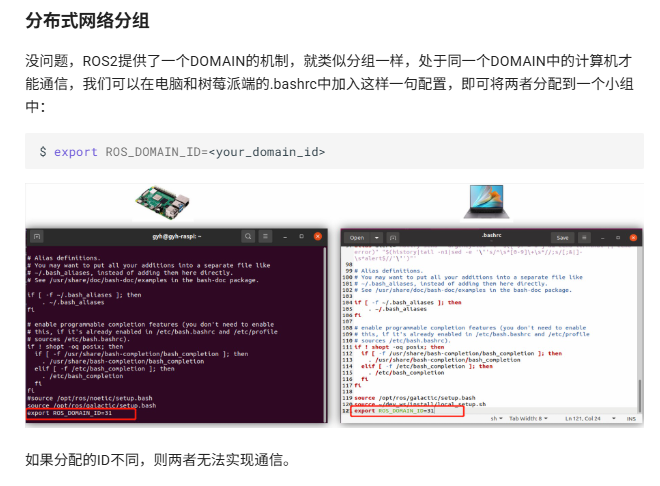 分布式网络分组
没问题，ROS2提供了一个DOMAIN的机制，就类似分组一样，处于同一个DOMAIN中的计算机才
能通信，我们可以在电脑和树莓派端的.bashrc中加入这样一句配置，即可将两者分配到一个小组
中：
$ export ROS_DOMAIN_ID=<your_domain_id>
gyh@gyh-raspi: ~
# Alias definitions.
# You may want to put all your additions into a separate file like
# ~/.bash_aliases, instead of adding them here directly.
# See /usr/share/doc/bash-doc/examples in the bash-doc package.
if [ -f ~/.bash_aliases ]; then
. ~/.bash_aliases
fi
# enable programmable completion features (you don't need to enable
# this, if it's already enabled in /etc/bash.bashrc and /etc/profile
# sources /etc/bash.bashrc).
if ! shopt -oq posix; then
if [ -f /usr/share/bash-completion/bash_completion ]; then
. /usr/share/bash-completion/bash_completion
elif [ -f /etc/bash_completion ]; then
. /etc/bash_completion
fi
fi
#source /opt/ros/noetic/setup.bash
source /opt/ros/galactic/setup.bash
export ROS_DOMAIN_ID=31
Open
.bashrc
Save
98
99 # Alias definitions.
100 # You may want to put all your additions into a separate file like
101 # ~/.bash_aliases, instead of adding them here directly.
102 # See /usr/share/doc/bash-doc/examples in the bash-doc package.
103
104 if [ -f ~/.bash_aliases ]; then
105 . ~/.bash_aliases
106 fi
107
108 # enable programmable completion features (you don't need to enable
109 # this, if it's already enabled in /etc/bash.bashrc and /etc/profile
110 # sources /etc/bash.bashrc).
111 if ! shopt -oq posix; then
112 if [ -f /usr/share/bash-completion/bash_completion ]; then
113 . /usr/share/bash-completion/bash_completion
114 elif [ -f /etc/bash_completion ]; then
115 . /etc/bash_completion
116 fi
117 fi
118
119 source /opt/ros/galactic/setup.bash
120 source ~/dev_ws/install/local_setup.sh
121 export ROS_DOMAIN_ID=31
sh Tab Width: 8 Ln 121, Col 24 INS
如果分配的ID不同，则两者无法实现通信。